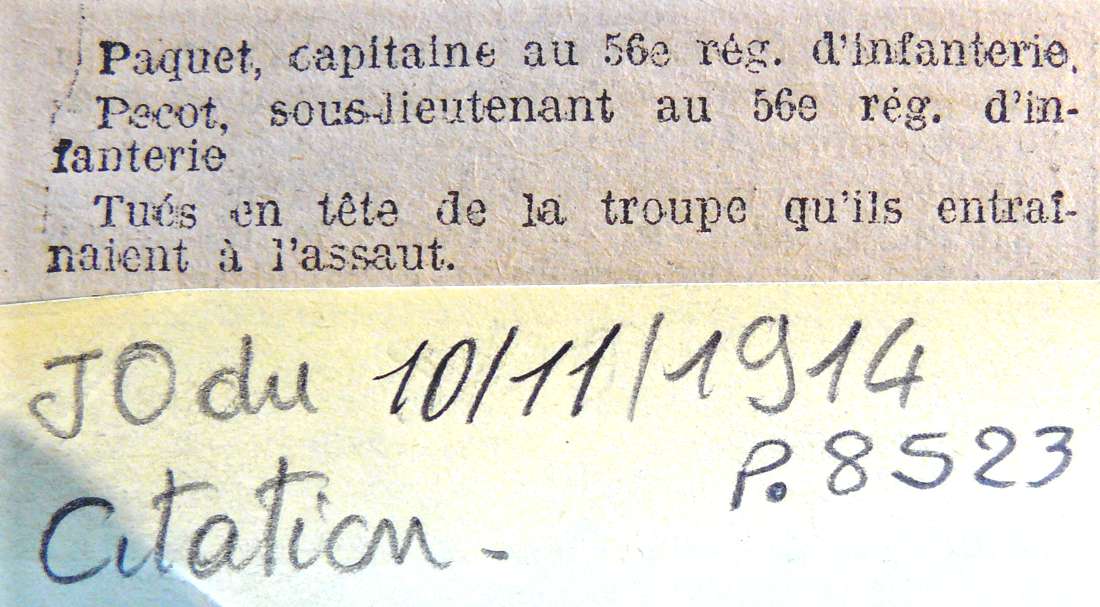 Paquet, capitaine au 56e rég. d'infanterie.
Pecot, sous-lieutenant au 56e rég. d'in-
fanterie
Tués en tête de la troupe qu'ils entraî-
naient à l'assaut.
JO du 10/11/1914
P. 8523
Citation -